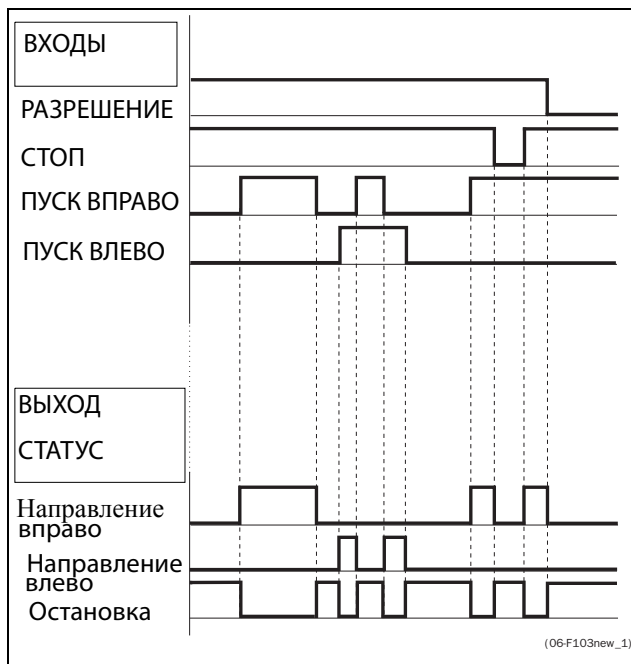 ВХОДЫ
РАЗРЕШЕНИЕ
СТОП
ПУСК ВПРАВО
ПУСК ВЛЕВО
ВЫХОД
СТАТУС
Направление
вправо
Направление
влево
Остановка
(06-F103new_1)